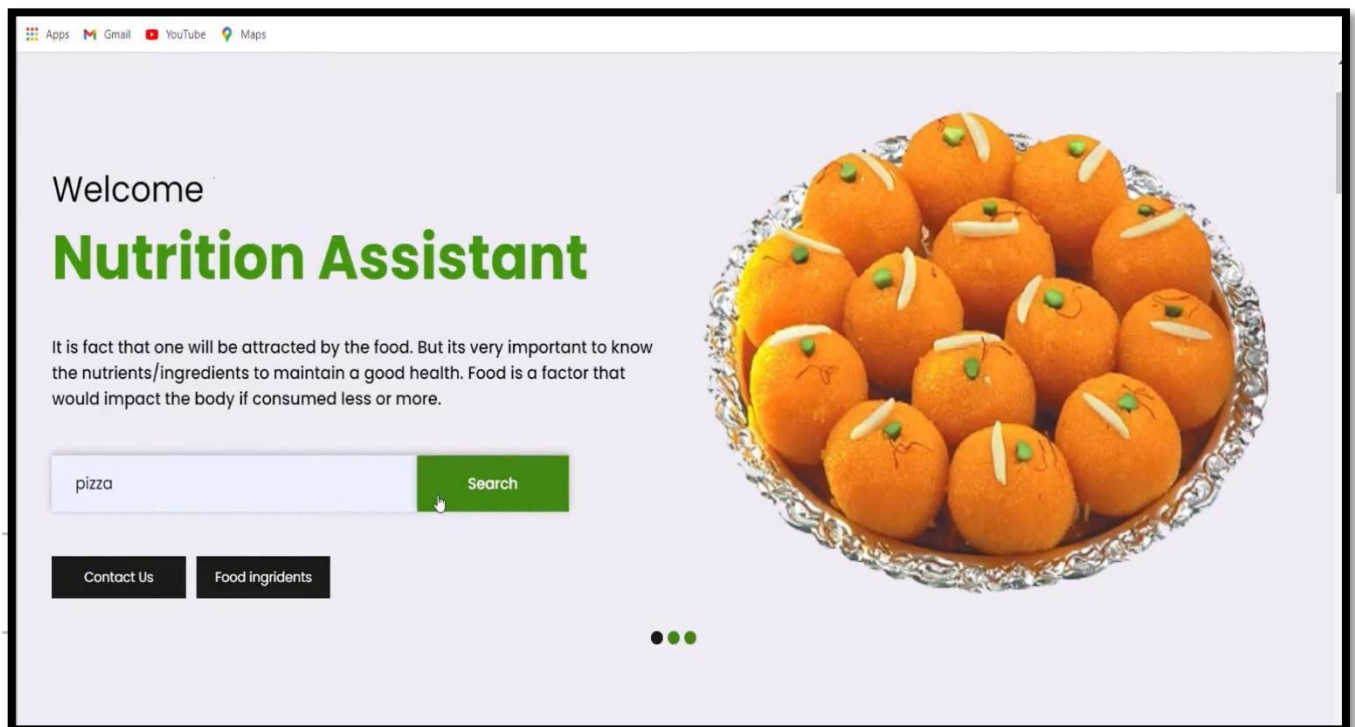 Apps Gmail YouTube Maps
Welcome
Nutrition Assistant
It is fact that one will be attracted by the food. But its very important to know
the nutrients/ingredients to maintain a good health. Food is a factor that
would impact the body if consumed less or more.
pizza Search
Contact Us Food ingridents